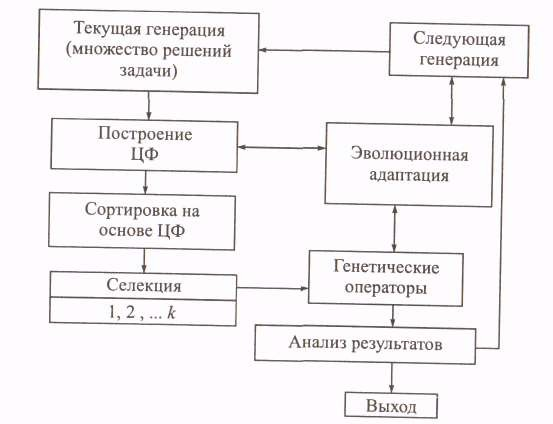 Текущая генерация
(множество решений
задачи)
Следующая
генерация
Построение
ЦФ
Эволюционная
адаптация
Сортировка на
основе ЦФ
Селекция
1, 2 , ... k
Генетические
операторы
Анализ результатов
Выход